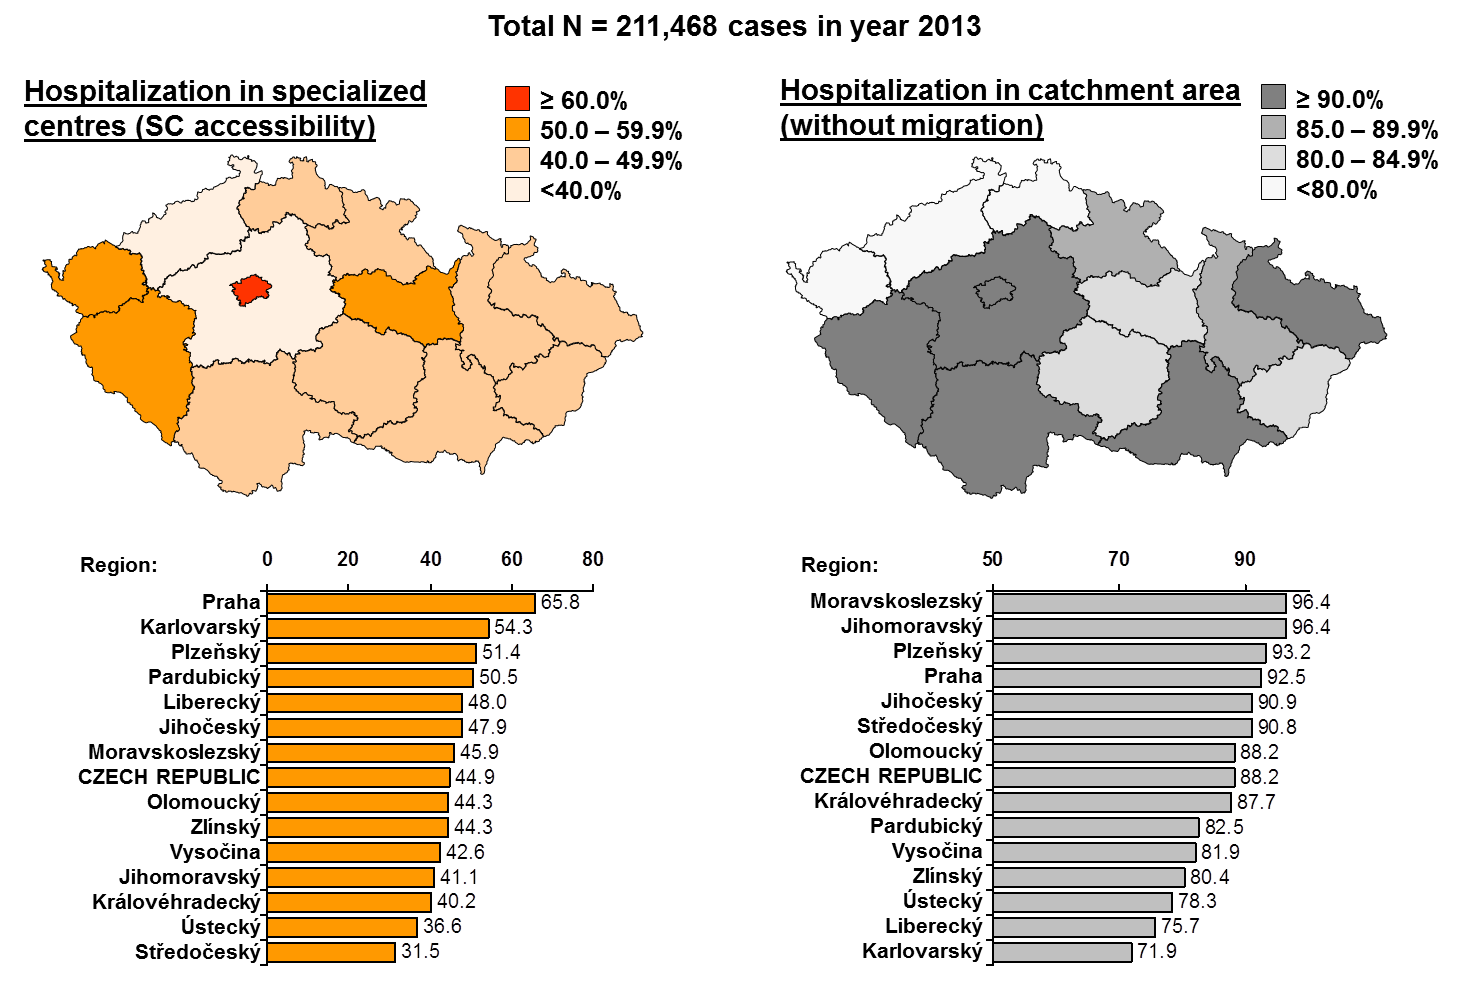 Total N = 211,468 cases in year 2013
Hospitalization in specialized
centres (SC accessibility)
≥ 60.0%
50.0 – 59.9%
40.0 – 49.9%
<40.0%
Hospitalization in catchment area
(without migration)
≥ 90.0%
85.0 – 89.9%
80.0 – 84.9%
<80.0%
Region:
0 20 40 60 80
Praha 65.8
Karlovarský 54.3
Plzeňský 51.4
Pardubický 50.5
Liberecký 48.0
Jihočeský 47.9
Moravskoslezský 45.9
CZECH REPUBLIC 44.9
Olomoucký 44.3
Zlínský 44.3
Vysočina 42.6
Jihomoravský 41.1
Královéhradecký 40.2
Ústecký 36.6
Středočeský 31.5
Region:
50 70 90
Moravskoslezský 96.4
Jihomoravský 96.4
Plzeňský 93.2
Praha 92.5
Jihočeský 90.9
Středočeský 90.8
Olomoucký 88.2
CZECH REPUBLIC 88.2
Královéhradecký 87.7
Pardubický 82.5
Vysočina 81.9
Zlínský 80.4
Ústecký 78.3
Liberecký 75.7
Karlovarský 71.9